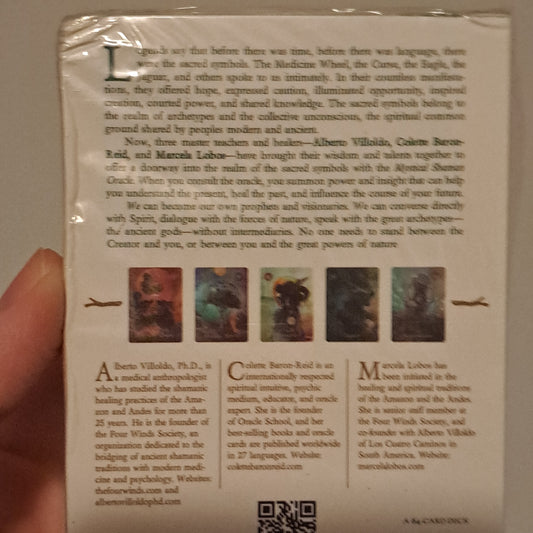 Legends say that before there was time, before there was language, there
were the sacred symbols. The Medicine Wheel, the Curse, the Eagle, the
Jaguar, and others spoke to us intimately. In their countless manifesta-
tions, they offered hope, expressed caution, illuminated opportunity, inspired
creation, courted power, and shared knowledge. The sacred symbols belong to
the realm of archetypes and the collective unconscious, the spiritual common
ground shared by peoples modern and ancient.
Now, three master teachers and healers—Alberto Villoldo, Colette Baron-
Reid, and Marcela Lobos—have brought their wisdom and talents together to
offer a doorway into the realm of the sacred symbols with the Mystical Shaman
Oracle. When you consult the oracle, you summon power and insight that can help
you understand the present, heal the past, and influence the course of your future.
We can become our own prophets and visionaries. We can converse directly
with Spirit, dialogue with the forces of nature, speak with the great archetypes—
the ancient gods—without intermediaries. No one needs to stand between the
Creator and you, or between you and the great powers of nature
Alberto Villoldo, Ph.D., is
a medical anthropologist
who has studied the shamanic
healing practices of the Ama-
zon and Andes for more than
25 years. He is the founder of
the Four Winds Society, an
organization dedicated to the
bridging of ancient shamanic
traditions with modern medi-
cine and psychology. Websites:
thefourwinds.com and
albertovilloldophd.com
Colette Baron-Reid is an
internationally respected
spiritual intuitive, psychic
medium, educator, and oracle
expert. She is the founder
of Oracle School, and her
best-selling books and oracle
cards are published worldwide
in 27 languages. Website:
colettebaronreid.com
Marcela Lobos has
been initiated in the
healing and spiritual traditions
of the Amazon and the Andes.
She is senior staff member at
the Four Winds Society, and
co-founder with Alberto Villoldo
of Los Cuatro Caminos in
South America. Website:
marcelalobos.com
A 64-CARD DECK